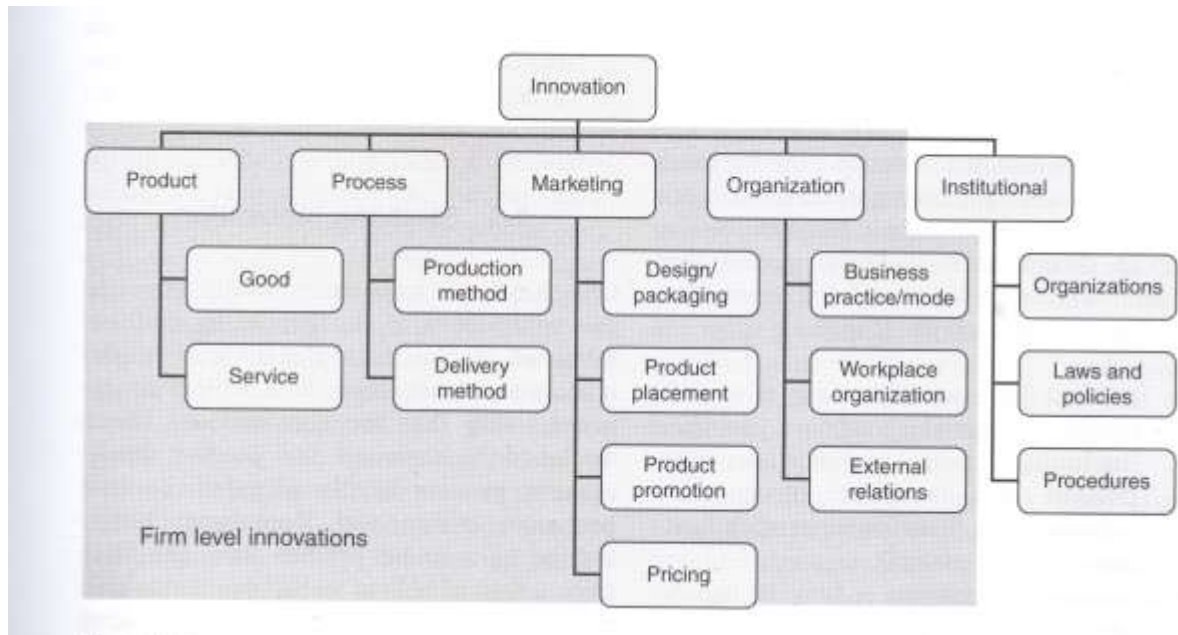 Innovation
Product
Process
Marketing
Organization
Institutional
Good
Production
method
Design/
packaging
Business
practice/mode
Organizations
Service
Delivery
method
Product
placement
Workplace
organization
Laws and
policies
Product
promotion
External
relations
Procedures
Firm level innovations
Pricing